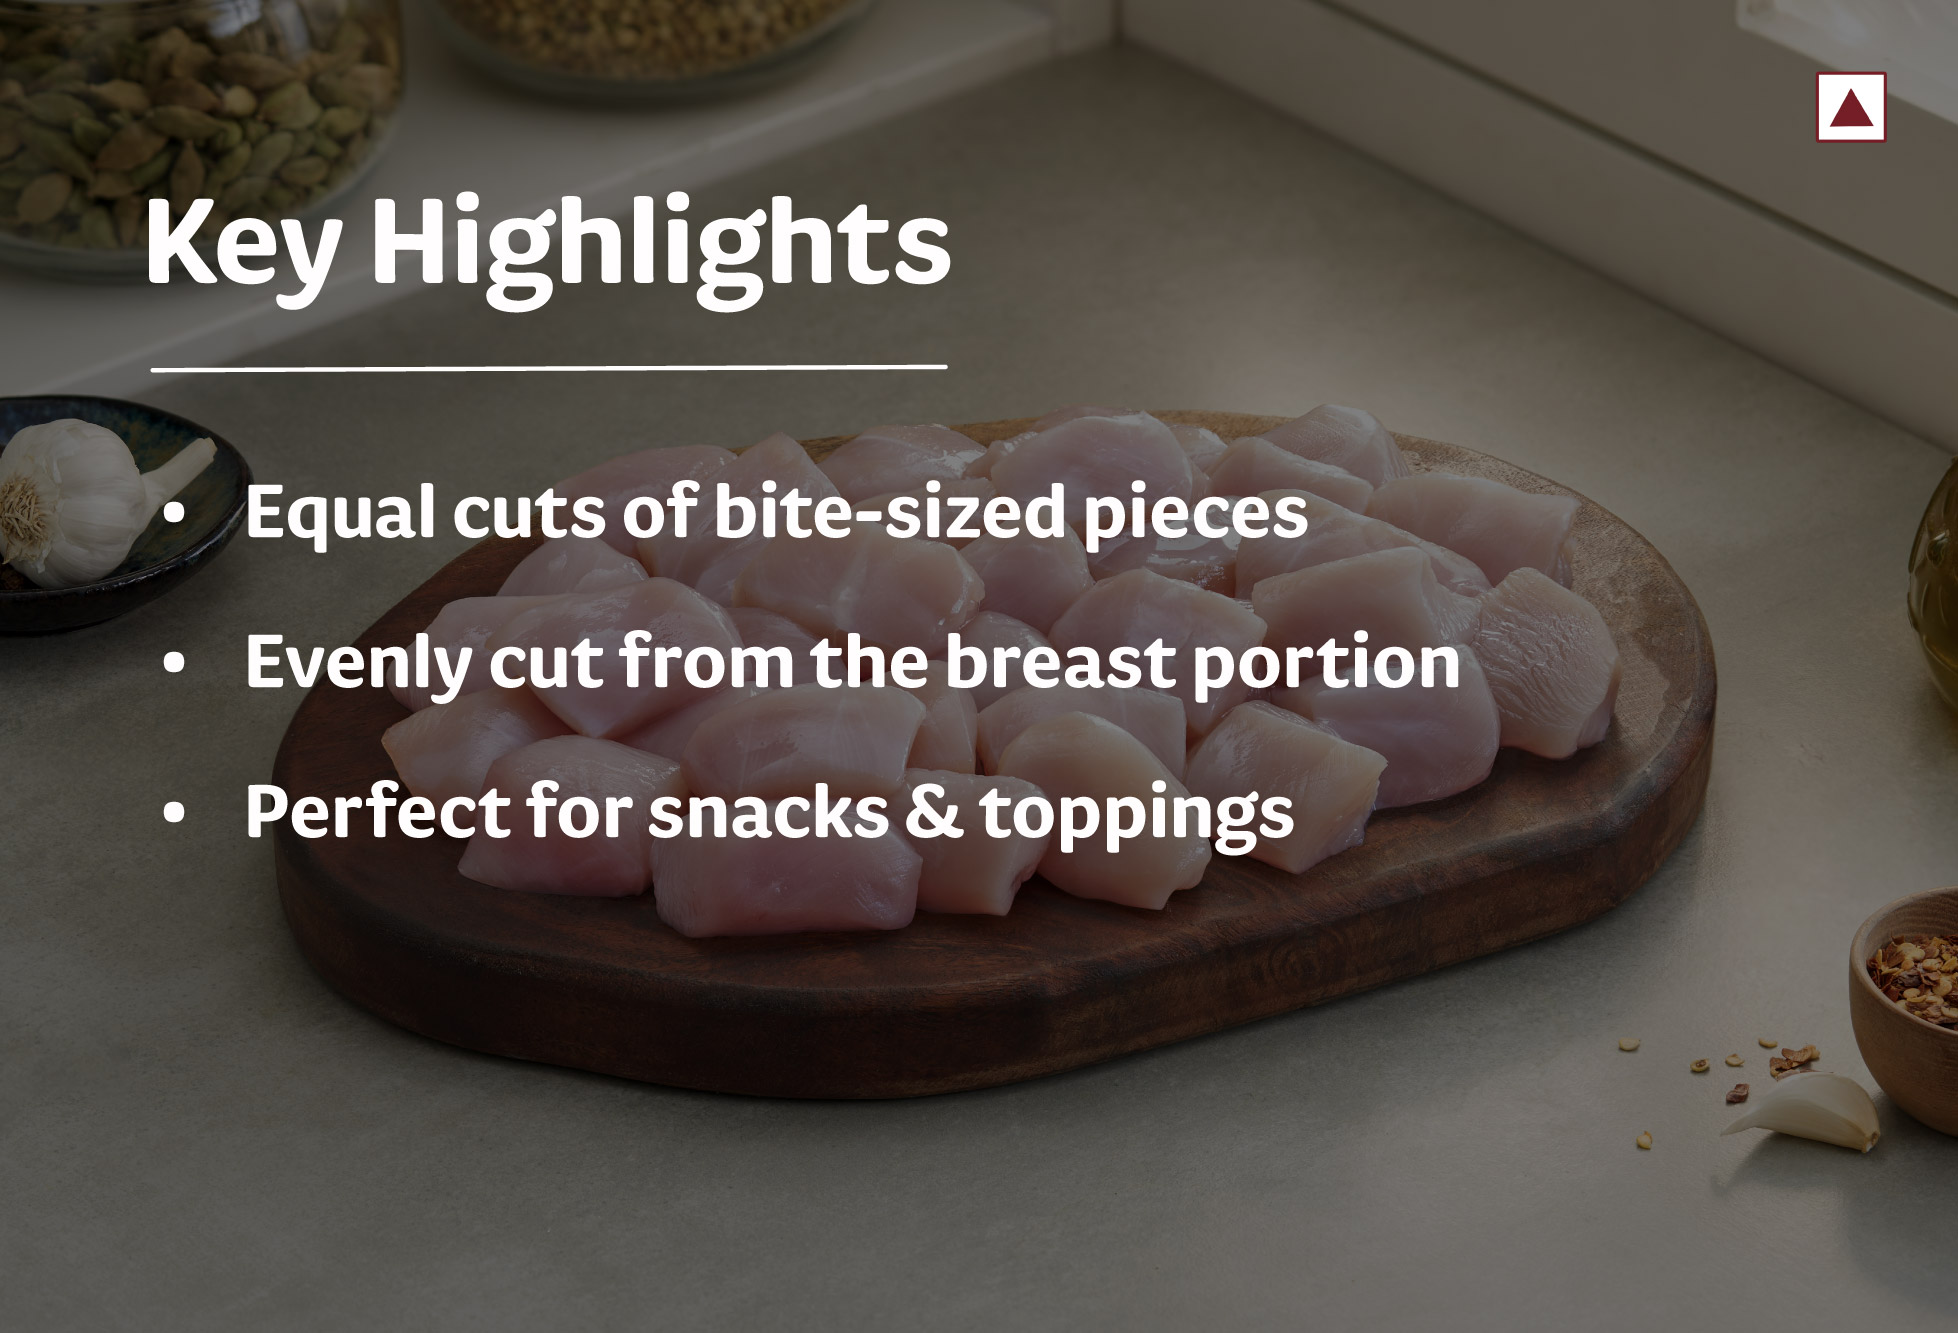 Key Highlights
• Equal cuts of bite-sized pieces
• Evenly cut from the breast portion
• Perfect for snacks & toppings